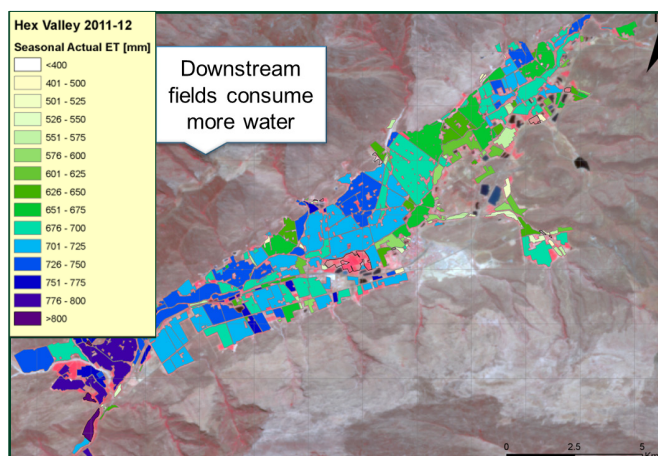 Hex Valley 2011-12
Seasonal Actual ET [mm]
<400
401 - 500
501 - 525
526 - 550
551 - 575
576 - 600
601 - 625
626 - 650
651 - 675
676 - 700
701 - 725
726 - 750
751 - 775
776 - 800
>800
Downstream
fields consume
more water
0 2.5 5
Km